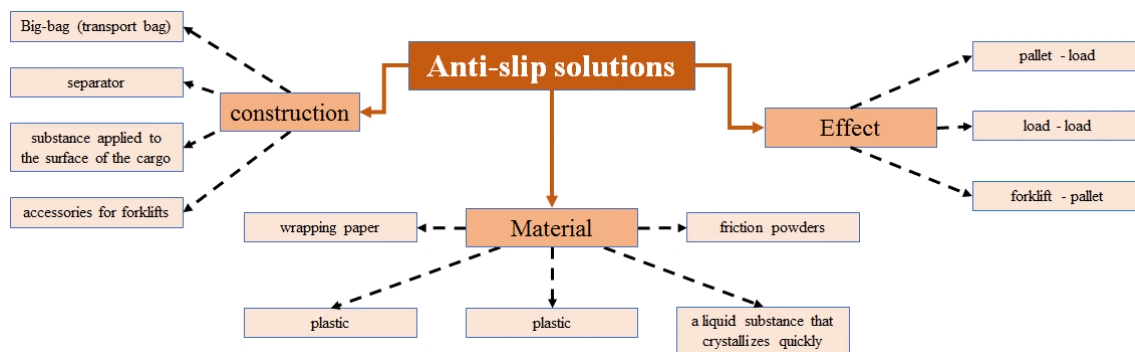 Anti-slip solutions
construction
Big-bag (transport bag)
separator
substance applied to
the surface of the cargo
accessories for forklifts
Material
wrapping paper
friction powders
plastic
plastic
a liquid substance that
crystallizes quickly
Effect
pallet - load
load - load
forklift - pallet